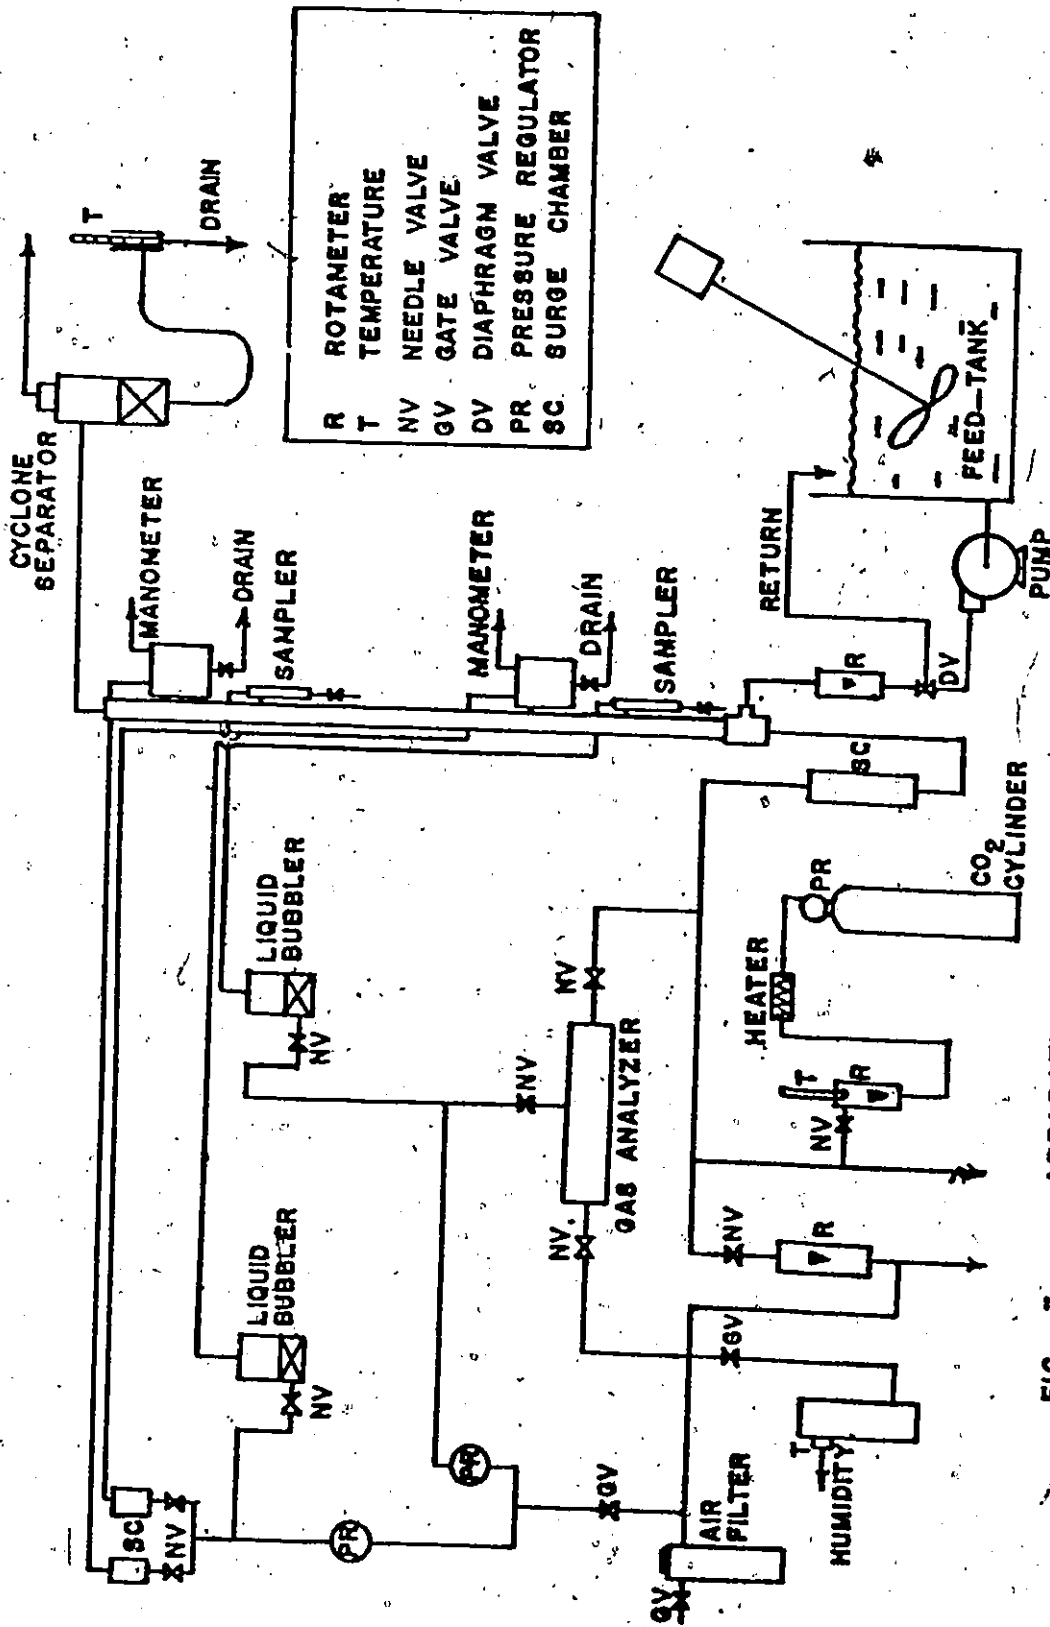 CYCLONE
SEPARATOR
T
DRAIN
MANOMETER
DRAIN
SAMPLER
MANOMETER
DRAIN
SAMPLER
R ROTAMETER
T TEMPERATURE
NV NEEDLE VALVE
GV GATE VALVE
DV DIAPHRAGM VALVE
PR PRESSURE REGULATOR
SC SURGE CHAMBER
RETURN
FEED-TANK
PUMP
R
DV
SC
LIQUID
BUBBLER
NV
LIQUID
BUBBLER
NV
SC
NV
PR
PR
NV
NV
NV
GAS ANALYZER
GV
GV
AIR
FILTER
GV
T
HUMIDITY
NV
R
NV
T
R
HEATER
PR
CO2
CYLINDER
FIG